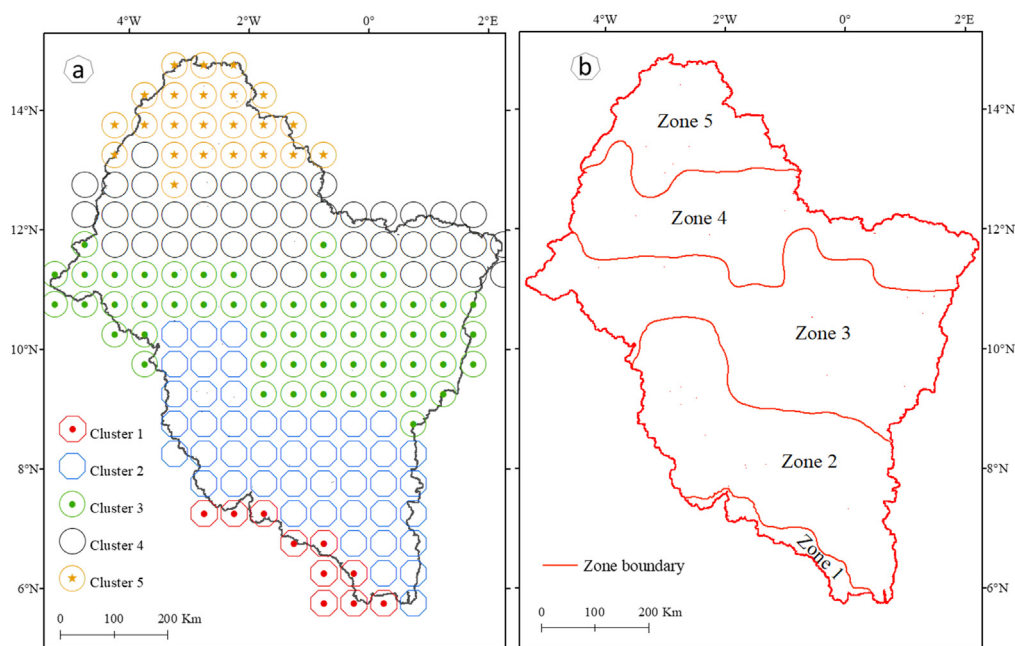 4°W 2°W 0° 2°E
4°W 2°W 0° 2°E
a
b
14°N
14°N
Zone 5
12°N
12°N
Zone 4
10°N
10°N
Zone 3
8°N
8°N
Zone 2
6°N
6°N
Zone 1
Cluster 1
Cluster 2
Cluster 3
Cluster 4
Cluster 5
0 100 200 Km
Zone boundary
0 100 200 Km